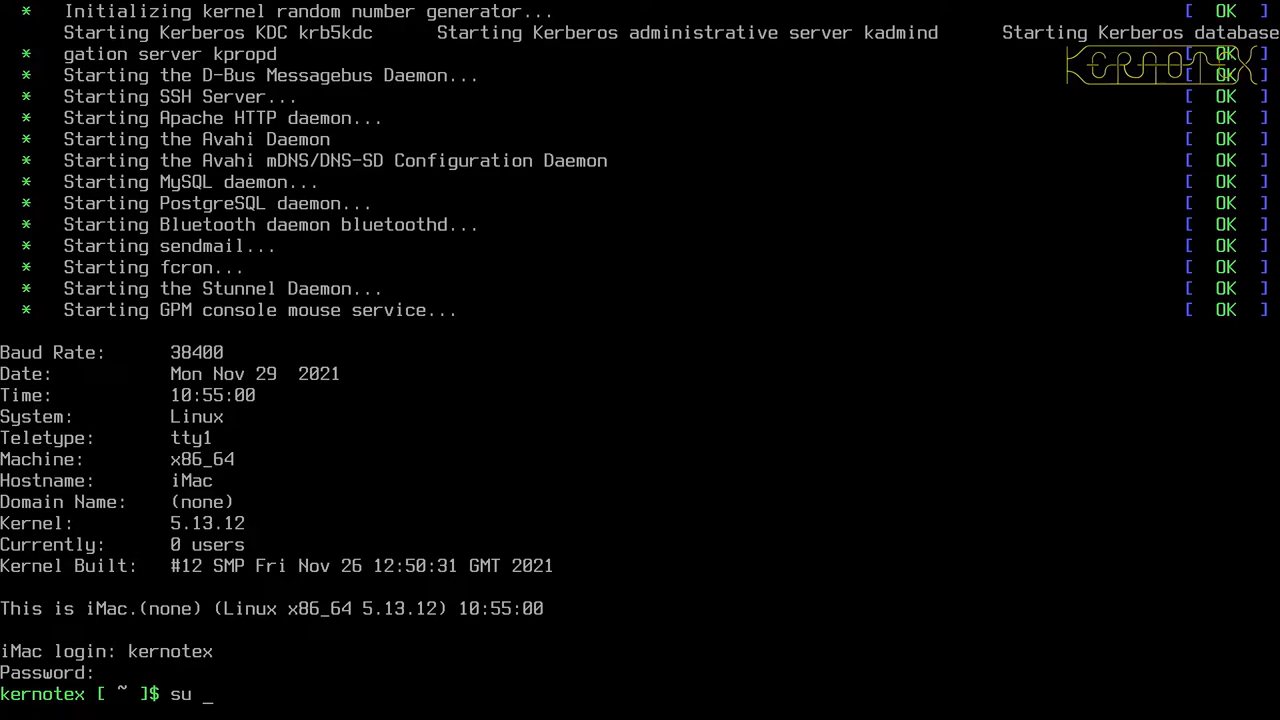 * Initializing kernel random number generator... [ OK ]
Starting Kerberos KDC krb5kdc Starting Kerberos administrative server kadmind Starting Kerberos database
* gation server kpropd [ OK ]
KERNOTEX
* Starting the D-Bus Messagebus Daemon... [ OK ]
* Starting SSH Server... [ OK ]
* Starting Apache HTTP daemon... [ OK ]
* Starting the Avahi Daemon [ OK ]
* Starting the Avahi mDNS/DNS-SD Configuration Daemon [ OK ]
* Starting MySQL daemon... [ OK ]
* Starting PostgreSQL daemon... [ OK ]
* Starting Bluetooth daemon bluetoothd... [ OK ]
* Starting sendmail... [ OK ]
* Starting fcron... [ OK ]
* Starting the Stunnel Daemon... [ OK ]
* Starting GPM console mouse service... [ OK ]
Baud Rate: 38400
Date: Mon Nov 29 2021
Time: 10:55:00
System: Linux
Teletype: tty1
Machine: x86_64
Hostname: iMac
Domain Name: (none)
Kernel: 5.13.12
Currently: 0 users
Kernel Built: #12 SMP Fri Nov 26 12:50:31 GMT 2021
This is iMac.(none) (Linux x86_64 5.13.12) 10:55:00
iMac login: kernotex
Password:
kernotex [ ~ ]$ su _